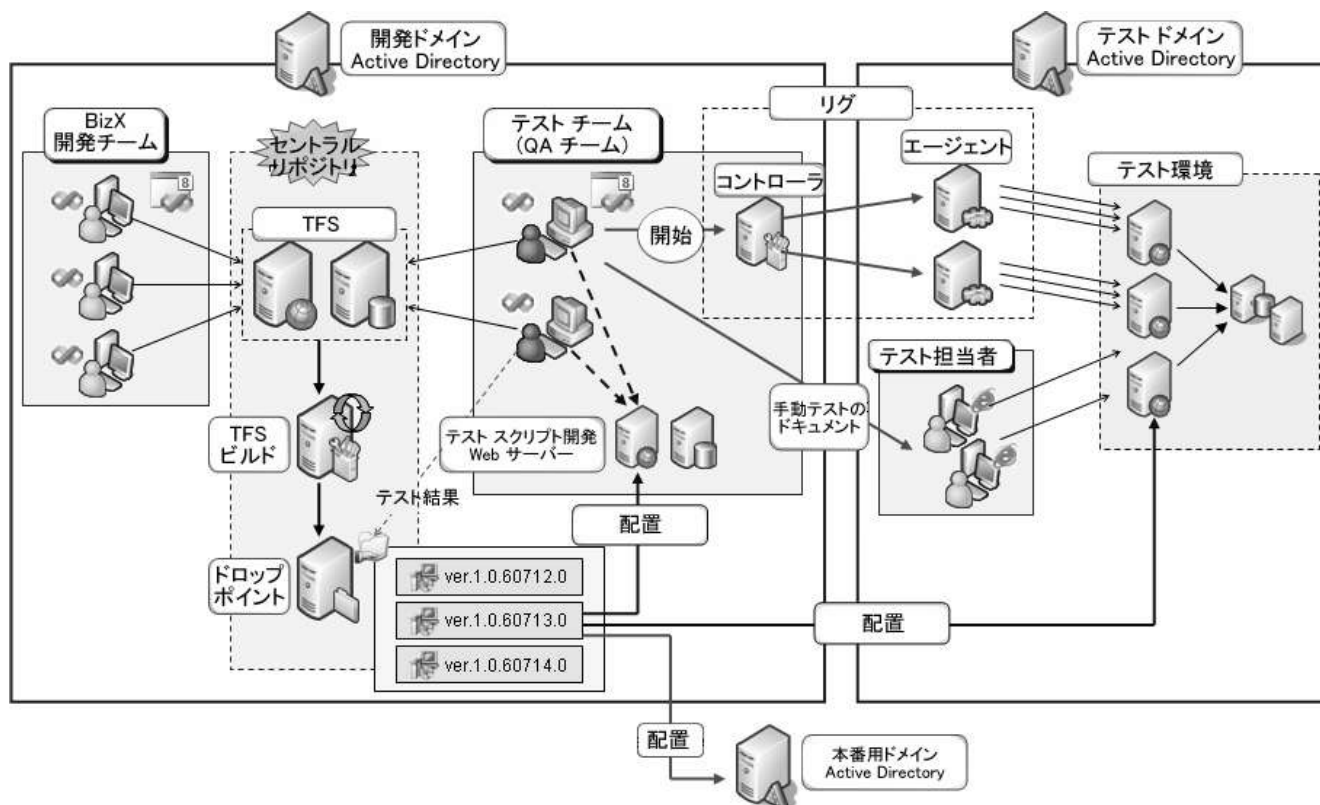 開発ドメイン
Active Directory
テスト ドメイン
Active Directory
リグ
BizX
開発チーム
セントラル
リポジトリ
テスト チーム
(QA チーム)
コントローラ
エージェント
テスト環境
8
8
TFS
開始
テスト担当者
手動テストの
ドキュメント
TFS
ビルド
テスト スクリプト開発
Web サーバー
テスト結果
配置
ドロップ
ポイント
ver.1.0.60712.0
ver.1.0.60713.0
ver.1.0.60714.0
配置
配置
本番用ドメイン
Active Directory